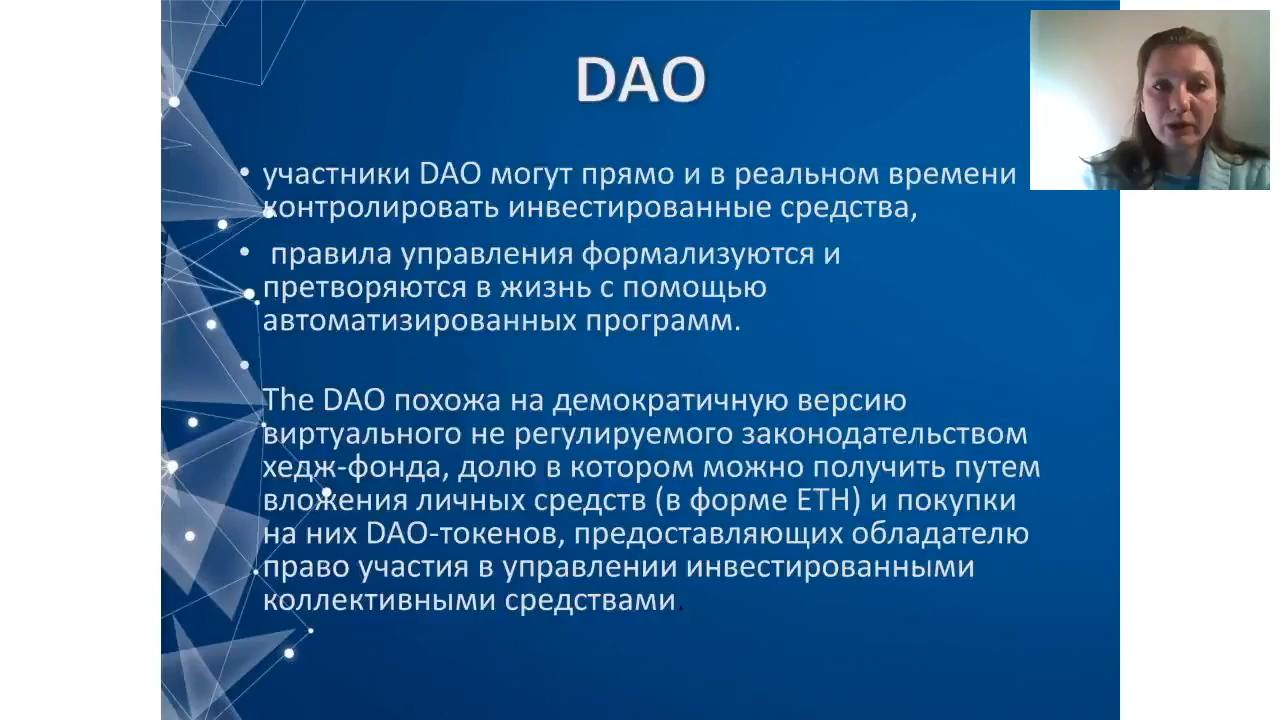 DAO
• участники DAO могут прямо и в реальном времени
контролировать инвестированные средства,
• правила управления формализуются и
претворяются в жизнь с помощью
автоматизированных программ.
The DAO похожа на демократичную версию
виртуального не регулируемого законодательством
хедж-фонда, долю в котором можно получить путем
вложения личных средств (в форме ETH) и покупки
на них DAO-токенов, предоставляющих обладателю
право участия в управлении инвестированными
коллективными средствами.